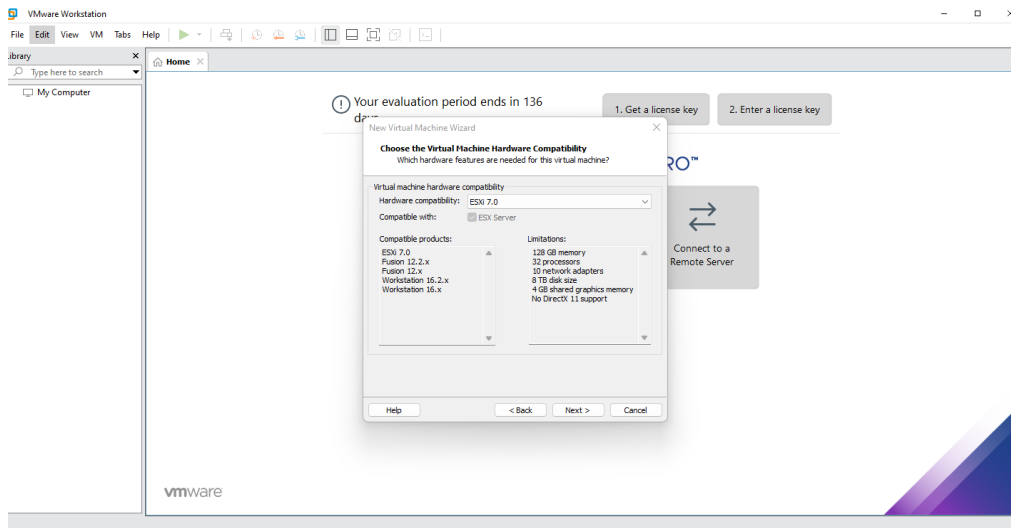 VMware Workstation
File Edit View VM Tabs Help
Library
Type here to search
My Computer
Home
Your evaluation period ends in 136
days
1. Get a license key
2. Enter a license key
PRO™
Connect to a
Remote Server
New Virtual Machine Wizard
Choose the Virtual Machine Hardware Compatibility
Which hardware features are needed for this virtual machine?
Virtual machine hardware compatibility
Hardware compatibility: ESXi 7.0
Compatible with: ESX Server
Compatible products:
ESXi 7.0
Fusion 12.2.x
Fusion 12.x
Workstation 16.2.x
Workstation 16.x
Limitations:
128 GB memory
32 processors
10 network adapters
8 TB disk size
4 GB shared graphics memory
No DirectX 11 support
Help
< Back
Next >
Cancel
vmware